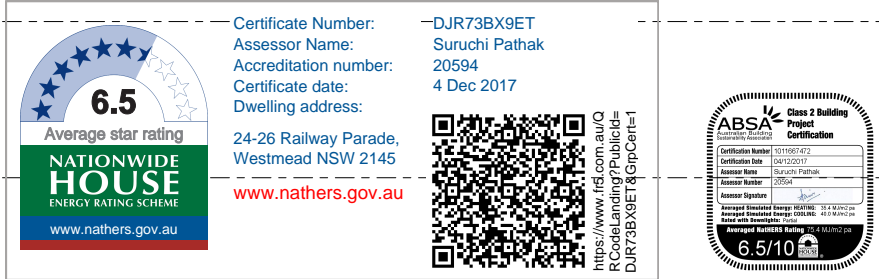 6.5
Average star rating
NATIONWIDE
HOUSE
ENERGY RATING SCHEME
www.nathers.gov.au
Certificate Number: DJR73BX9ET
Assessor Name: Suruchi Pathak
Accreditation number: 20594
Certificate date: 4 Dec 2017
Dwelling address:
24-26 Railway Parade,
Westmead NSW 2145
www.nathers.gov.au
https://www.fr5.com.au/Q
RCodeLanding?PublicId=
DJR73BX9ET&GrpCert=1
ABSA
Australian Building
Sustainability Association
Class 2 Building
Project
Certification
Certification Number 1011667472
Certification Date 04/12/2017
Assessor Name Suruchi Pathak
Assessor Number 20594
Assessor Signature
Averaged Simulated Energy: HEATING: 35.4 MJ/m2 pa
Averaged Simulated Energy: COOLING: 40.0 MJ/m2 pa
Rated with Downlights: Partial
Averaged NatHERS Rating 75.4 MJ/m2 pa
6.5/10
HOUSE